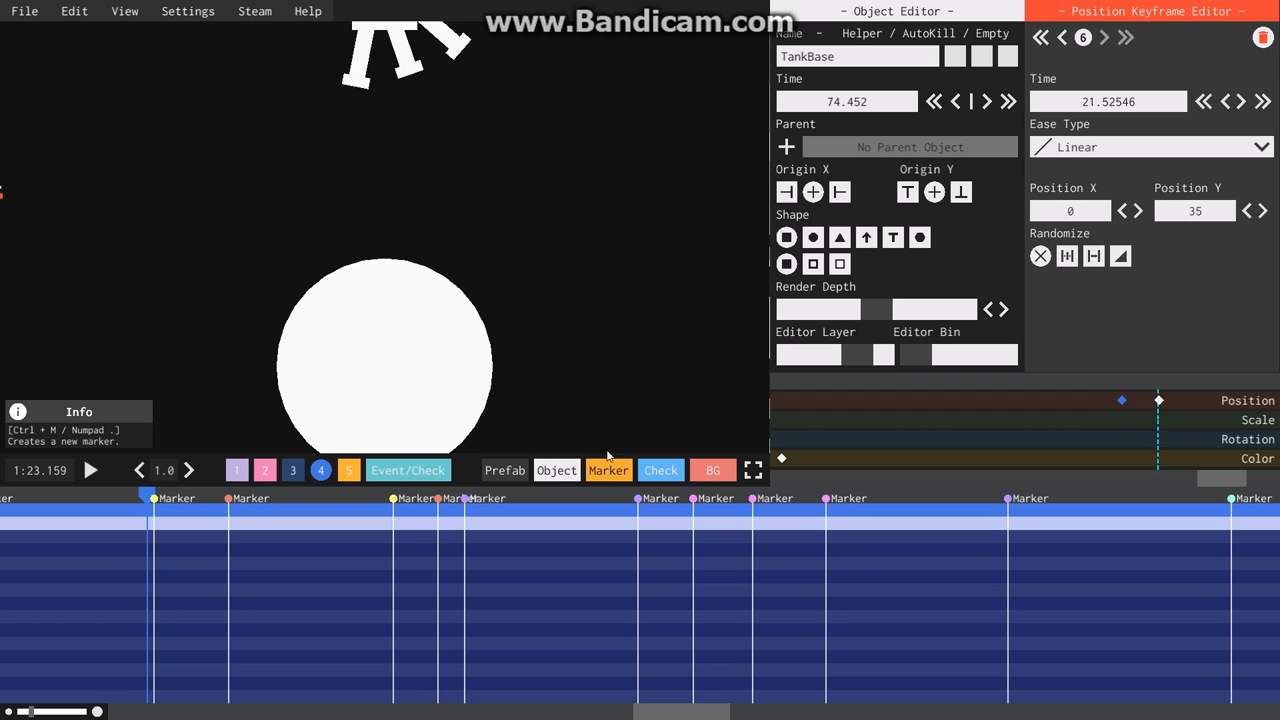 File Edit View Settings Steam Help
www.Bandicam.com
- Object Editor -
- Position Keyframe Editor -
Name - Helper / AutoKill / Empty
6
TankBase
Time
Time
74.452
21.52546
Parent
Ease Type
No Parent Object
Linear
Origin X Origin Y
Position X Position Y
0 35
Shape
Randomize
Render Depth
Editor Layer Editor Bin
Info
[Ctrl + M / Numpad .]
Creates a new marker.
Position
Scale
Rotation
Color
1:23.159 1.0 1 2 3 4 5 Event/Check Prefab Object Marker Check BG
Marker Marker Marker Marker Marker Marker Marker Marker Marker Marker